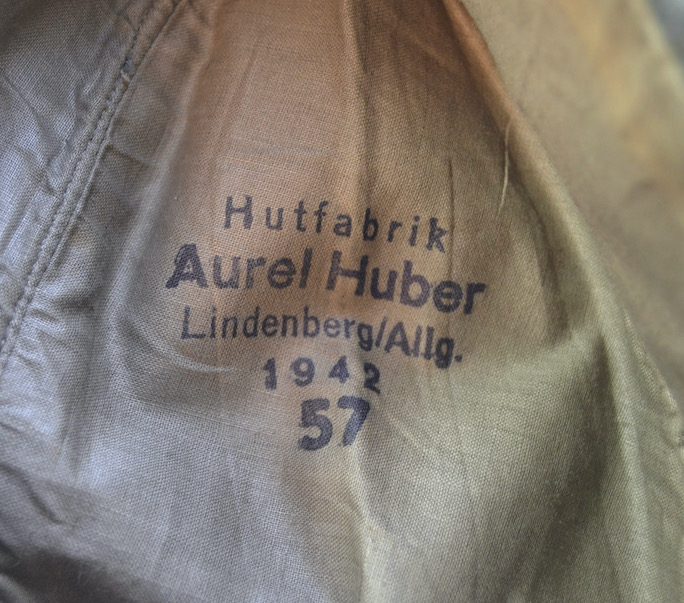 Hutfabrik
Aurel Huber
Lindenberg/Allg.
1942
57